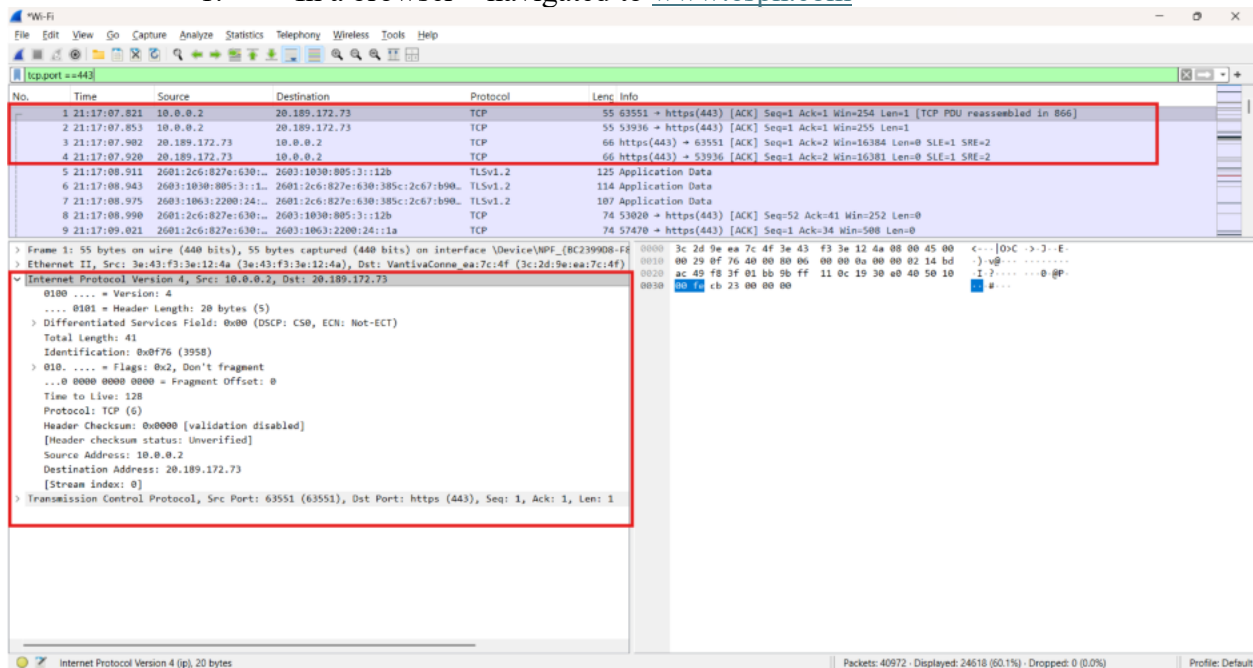 1. In a browser – navigated to www.espn.com
*Wi-Fi
File Edit View Go Capture Analyze Statistics Telephony Wireless Tools Help
tcp.port ==443
No. Time Source Destination Protocol Leng Info
1 21:17:07.821 10.0.0.2 20.189.172.73 TCP 55 63551 → https(443) [ACK] Seq=1 Ack=1 Win=254 Len=1 [TCP PDU reassembled in 866]
2 21:17:07.853 10.0.0.2 20.189.172.73 TCP 55 53936 → https(443) [ACK] Seq=1 Ack=1 Win=255 Len=1
3 21:17:07.902 20.189.172.73 10.0.0.2 TCP 66 https(443) → 63551 [ACK] Seq=1 Ack=2 Win=16384 Len=0 SLE=1 SRE=2
4 21:17:07.920 20.189.172.73 10.0.0.2 TCP 66 https(443) → 53936 [ACK] Seq=1 Ack=2 Win=16381 Len=0 SLE=1 SRE=2
5 21:17:08.911 2601:2c6:827e:630:… 2603:1030:805:3::12b TLSv1.2 125 Application Data
6 21:17:08.943 2603:1030:805:3::1… 2601:2c6:827e:630:385c:2c67:b90… TLSv1.2 114 Application Data
7 21:17:08.975 2603:1063:2200:24:… 2601:2c6:827e:630:385c:2c67:b90… TLSv1.2 107 Application Data
8 21:17:08.990 2601:2c6:827e:630:… 2603:1030:805:3::12b TCP 74 53020 → https(443) [ACK] Seq=52 Ack=41 Win=252 Len=0
9 21:17:09.021 2601:2c6:827e:630:… 2603:1063:2200:24::1a TCP 74 57470 → https(443) [ACK] Seq=1 Ack=34 Win=508 Len=0
Frame 1: 55 bytes on wire (440 bits), 55 bytes captured (440 bits) on interface \Device\NPF_{BC2399D8-F8
Ethernet II, Src: 3e:43:f3:3e:12:4a (3e:43:f3:3e:12:4a), Dst: VantivaConne_ea:7c:4f (3c:2d:9e:ea:7c:4f)
Internet Protocol Version 4, Src: 10.0.0.2, Dst: 20.189.172.73
0100 .... = Version: 4
.... 0101 = Header Length: 20 bytes (5)
Differentiated Services Field: 0x00 (DSCP: CS0, ECN: Not-ECT)
Total Length: 41
Identification: 0x0f76 (3958)
010. .... = Flags: 0x2, Don't fragment
...0 0000 0000 0000 = Fragment Offset: 0
Time to Live: 128
Protocol: TCP (6)
Header Checksum: 0x0000 [validation disabled]
[Header checksum status: Unverified]
Source Address: 10.0.0.2
Destination Address: 20.189.172.73
[Stream index: 0]
Transmission Control Protocol, Src Port: 63551 (63551), Dst Port: https (443), Seq: 1, Ack: 1, Len: 1
0000 3c 2d 9e ea 7c 4f 3e 43 f3 3e 12 4a 08 00 45 00 <-··|O>C ·>·J··E·
0010 00 29 0f 76 40 00 80 06 00 00 0a 00 00 02 14 bd ·)·v@··· ········
0020 ac 49 f8 3f 01 bb 9b ff 11 0c 19 30 e0 40 50 10 ·I·?···· ···0·@P·
0030 00 fe cb 23 00 00 00 ···#···
Internet Protocol Version 4 (ip), 20 bytes
Packets: 40972 · Displayed: 24618 (60.1%) · Dropped: 0 (0.0%)
Profile: Default